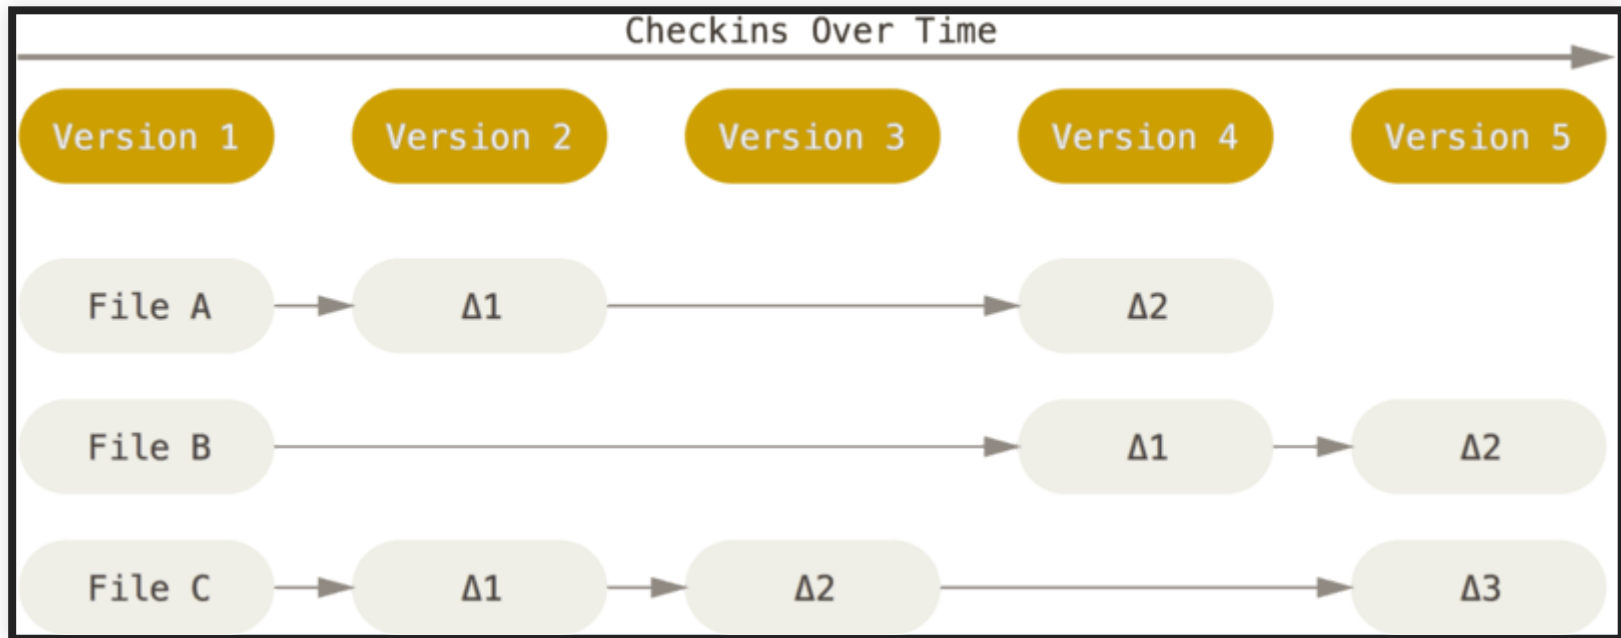 Checkins Over Time
Version 1 Version 2 Version 3 Version 4 Version 5
File A Δ1 Δ2
File B Δ1 Δ2
File C Δ1 Δ2 Δ3